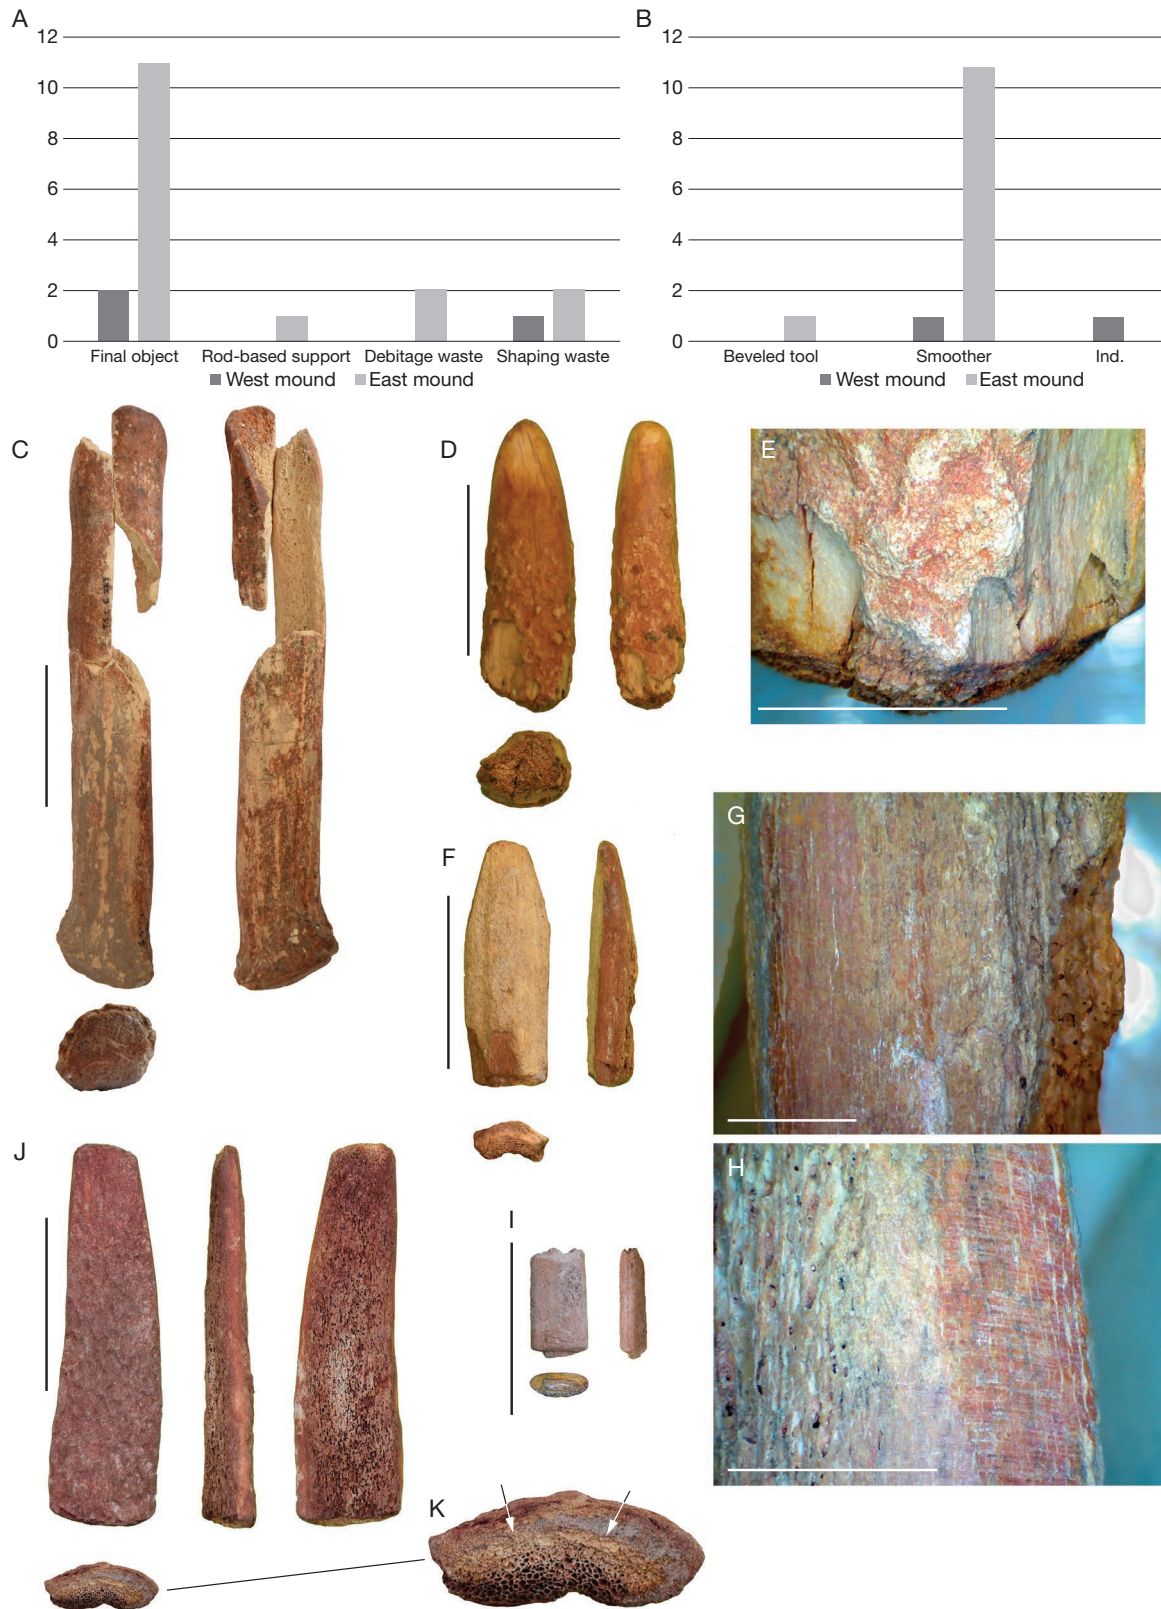 A
12
10
8
6
4
2
0
Final object Rod-based support Debitage waste Shaping waste
West mound East mound
B
12
10
8
6
4
2
0
Beveled tool Smoother Ind.
West mound East mound
C
D
E
F
G
H
I
J
K